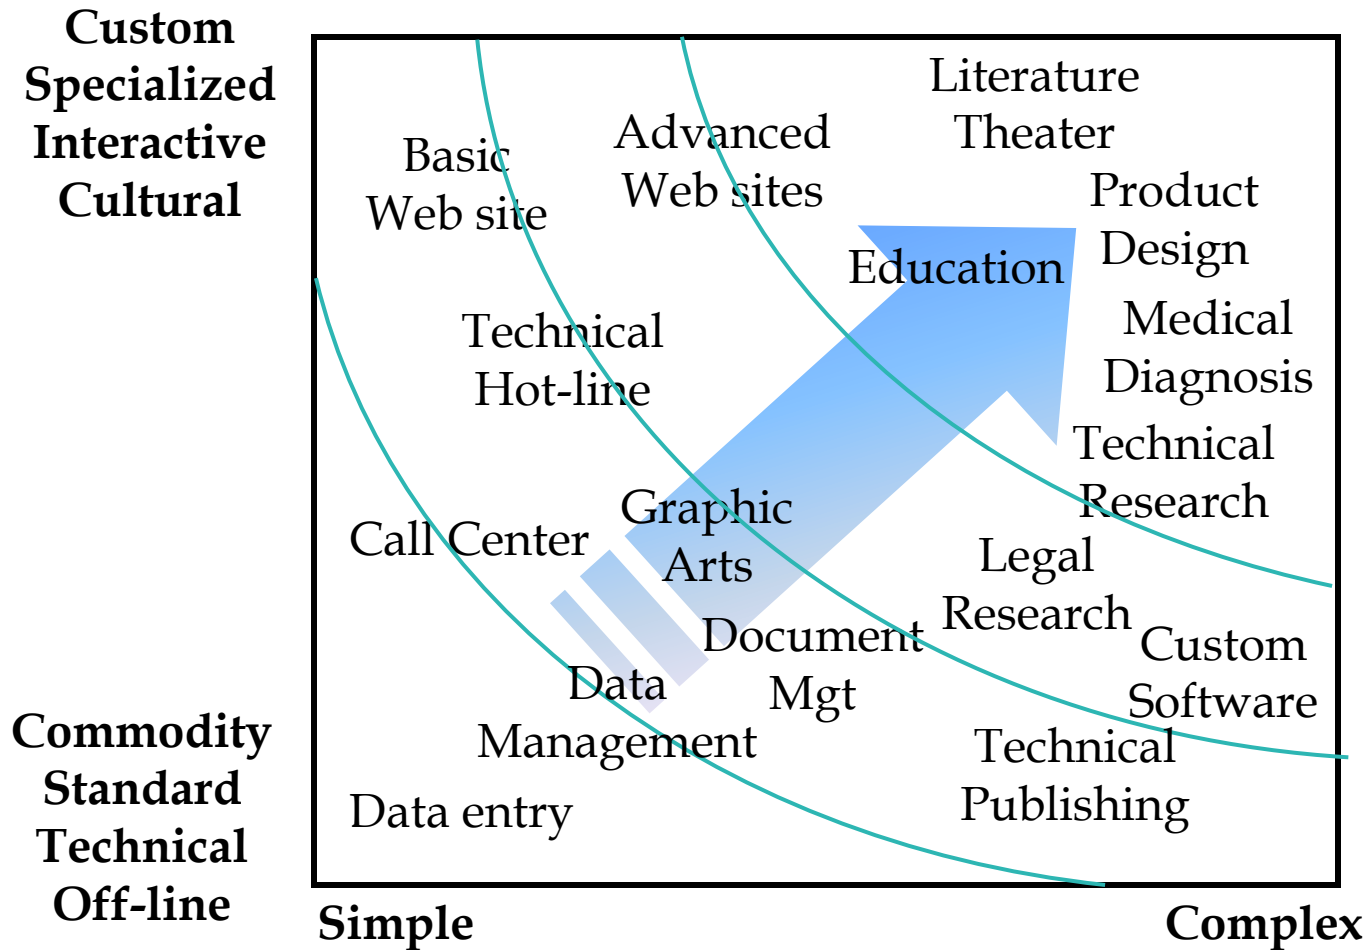 Custom
Specialized
Interactive
Cultural
Literature
Theater
Advanced
Web sites
Basic
Web site
Product
Design
Education
Technical
Hot-line
Medical
Diagnosis
Technical
Research
Call Center
Graphic
Arts
Legal
Research
Document
Mgt
Custom
Software
Data
Management
Technical
Publishing
Data entry
Commodity
Standard
Technical
Off-line
Simple
Complex